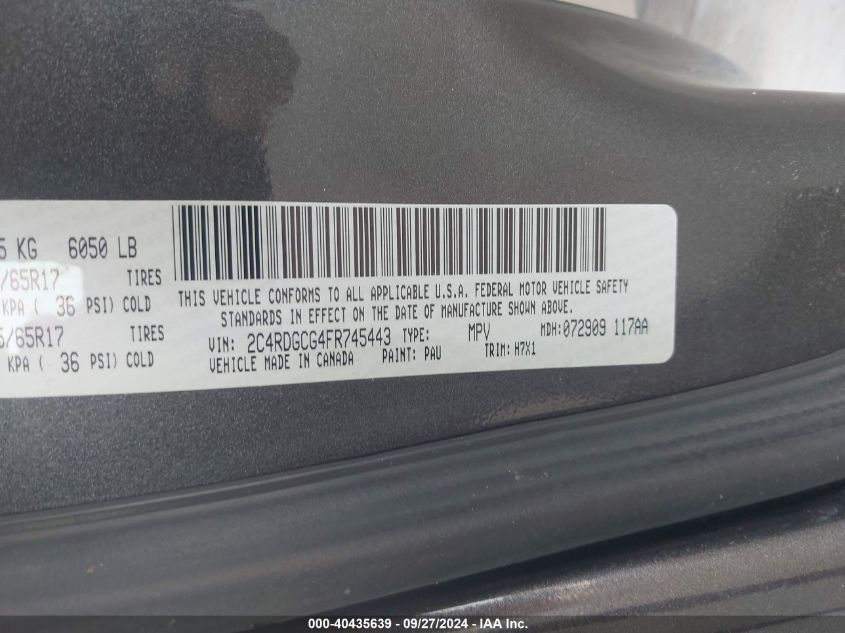 5 KG 6050 LB
/65R17 TIRES
KPA ( 36 PSI) COLD
5/65R17 TIRES
KPA ( 36 PSI) COLD
THIS VEHICLE CONFORMS TO ALL APPLICABLE U.S.A. FEDERAL MOTOR VEHICLE SAFETY
STANDARDS IN EFFECT ON THE DATE OF MANUFACTURE SHOWN ABOVE.
VIN: 2C4RDGCG4FR745443 TYPE: MPV MDH:072909 117AA
VEHICLE MADE IN CANADA PAINT: PAU TRIM: H7X1
000-40435639 - 09/27/2024 - IAA Inc.